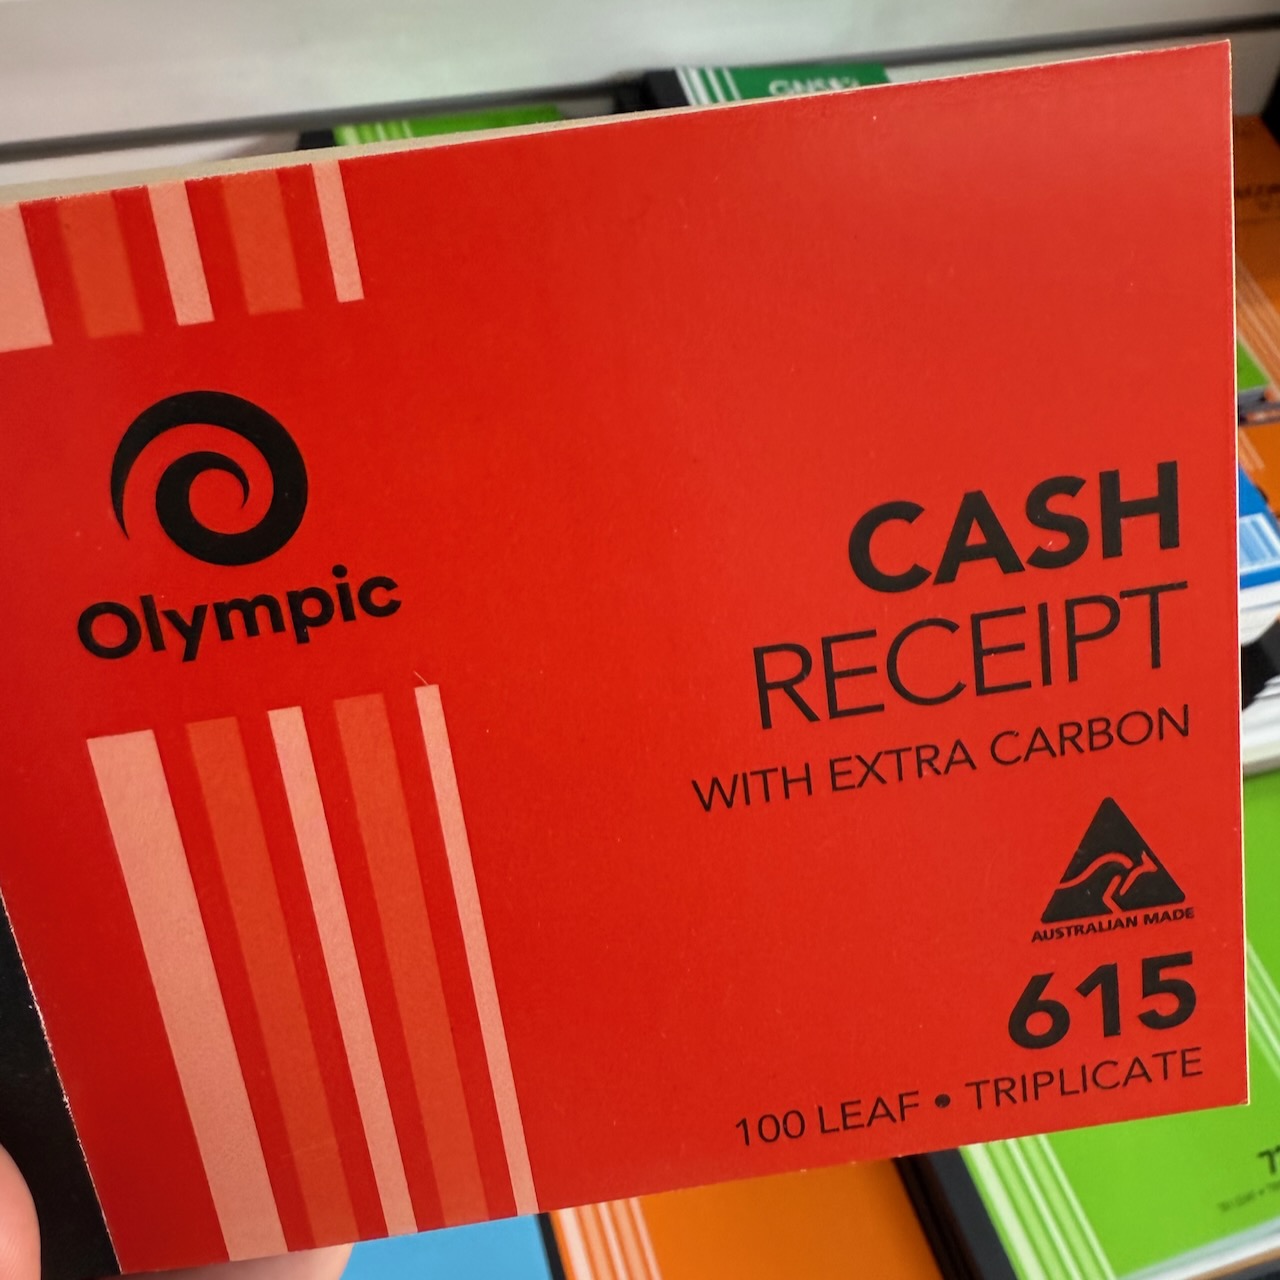 Olympic
CASH
RECEIPT
WITH EXTRA CARBON
AUSTRALIAN MADE
615
100 LEAF • TRIPLICATE